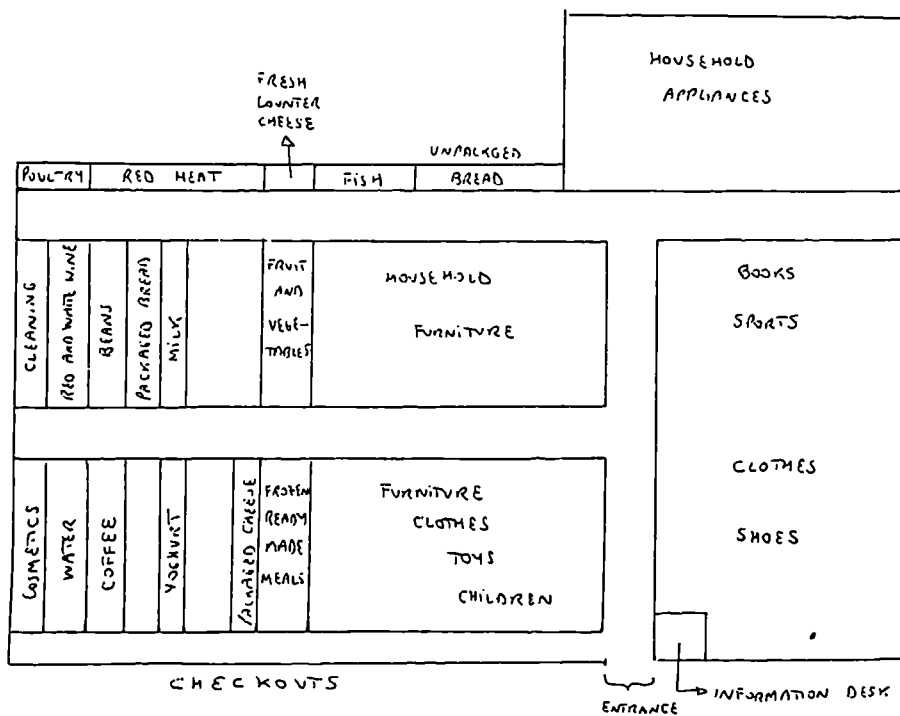 HOUSEHOLD
APPLIANCES
FRESH
COUNTER
CHEESE
UNPACKGED
POULTRY
RED MEAT
FISH
BREAD
CLEANING
RED AND WHITE WINE
BEANS
PACKAGED BREAD
MILK
FRUIT
AND
VEGE-
TABLES
HOUSEHOLD
FURNITURE
BOOKS
SPORTS
COSMETICS
WATER
COFFEE
YOGHURT
PACKAGED CHEESE
FROZEN
READY
MADE
MEALS
FURNITURE
CLOTHES
TOYS
CHILDREN
CLOTHES
SHOES
CHECKOUTS
ENTRANCE
INFORMATION DESK